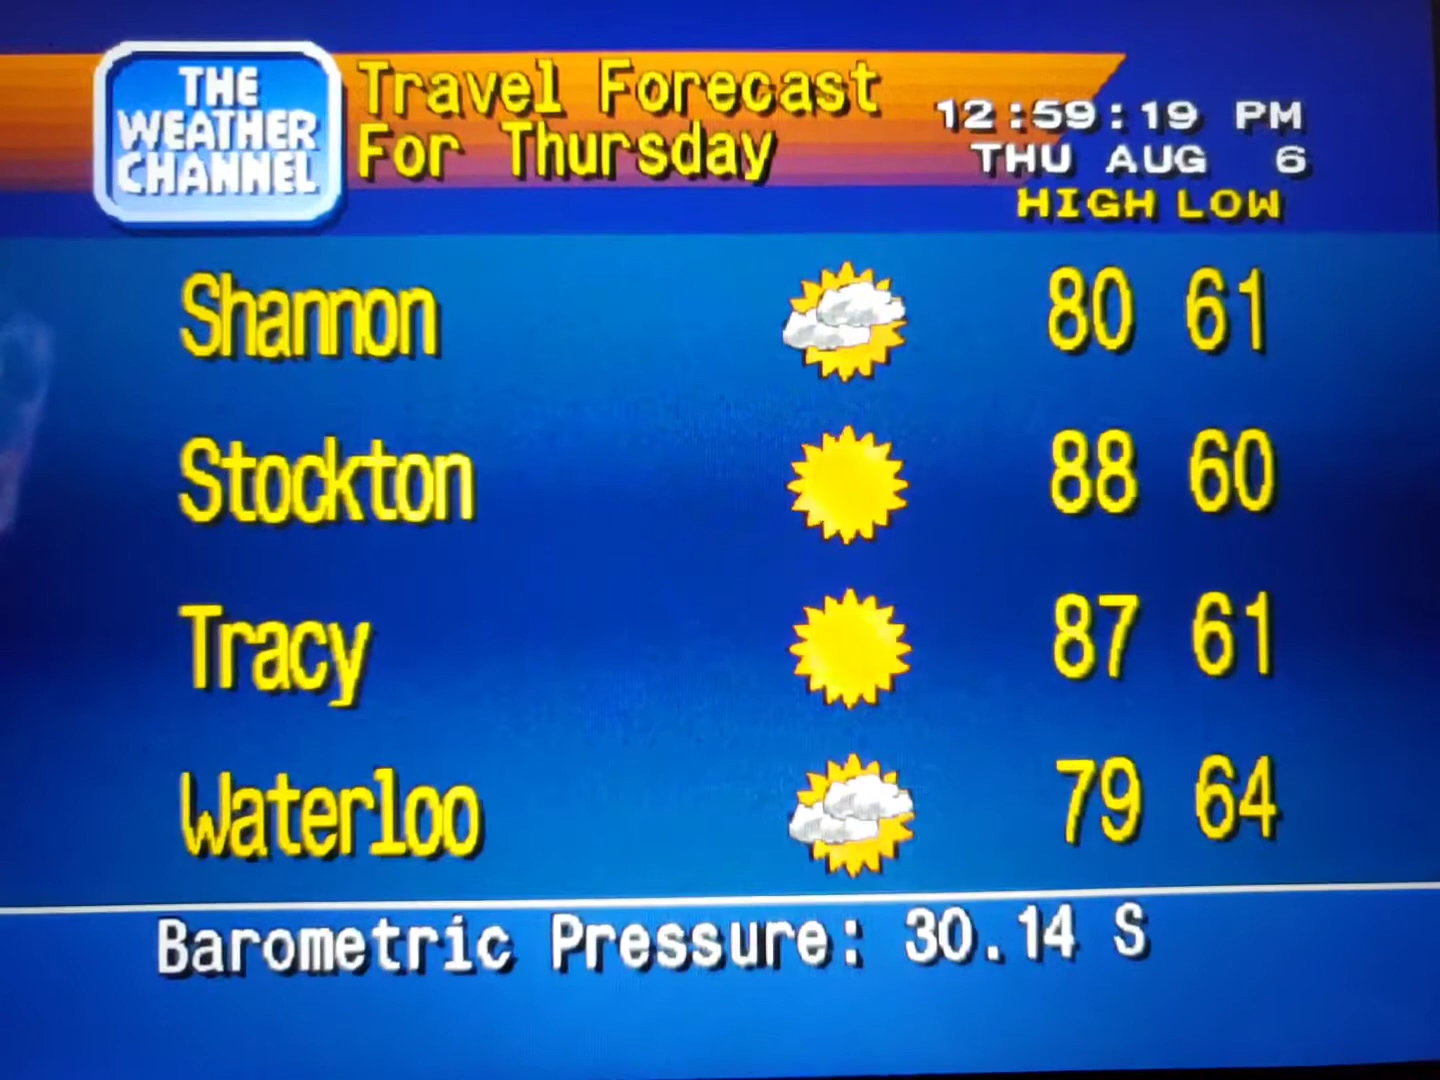 THE
WEATHER
CHANNEL
Travel Forecast
For Thursday
12:59:19 PM
THU AUG 6
HIGH LOW
Shannon 80 61
Stockton 88 60
Tracy 87 61
Waterloo 79 64
Barometric Pressure: 30.14 S